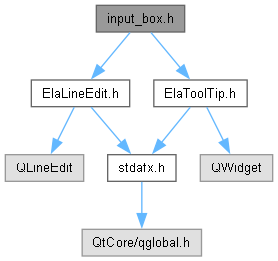 input_box.h
ElaLineEdit.h
ElaToolTip.h
QLineEdit
stdafx.h
QWidget
QtCore/qglobal.h